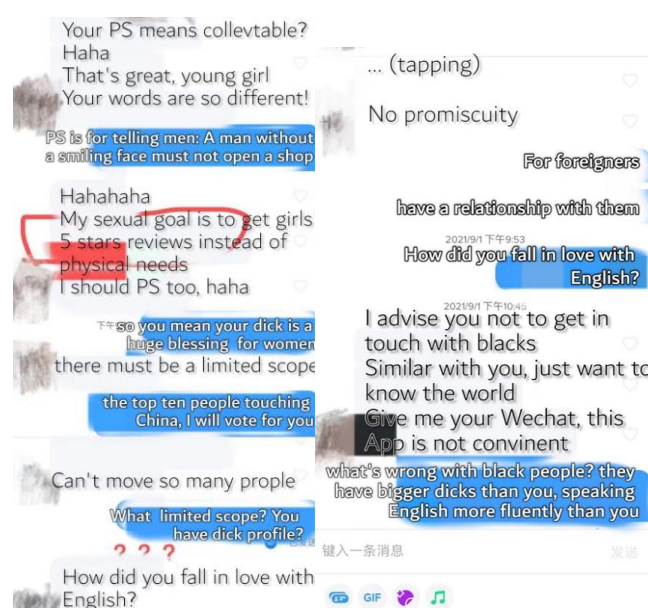 Your PS means collevtable?
Haha
That's great, young girl
Your words are so different!
PS is for telling men: A man without
a smiling face must not open a shop
Hahahaha
My sexual goal is to get girls
5 stars reviews instead of
physical needs
I should PS too, haha
下午
so you mean your dick is a
huge blessing for women
there must be a limited scope
the top ten people touching
China, I will vote for you
Can't move so many prople
What limited scope? You
have dick profile?
? ? ?
How did you fall in love with
English?
... (tapping)
No promiscuity
For foreigners
have a relationship with them
2021/9/1 下午9:53
How did you fall in love with
English?
2021/9/1 下午10:45
I advise you not to get in
touch with blacks
Similar with you, just want to
know the world
Give me your Wechat, this
App is not convinent
what's wrong with black people? they
have bigger dicks than you, speaking
English more fluently than you
键入一条消息
发送
GIF